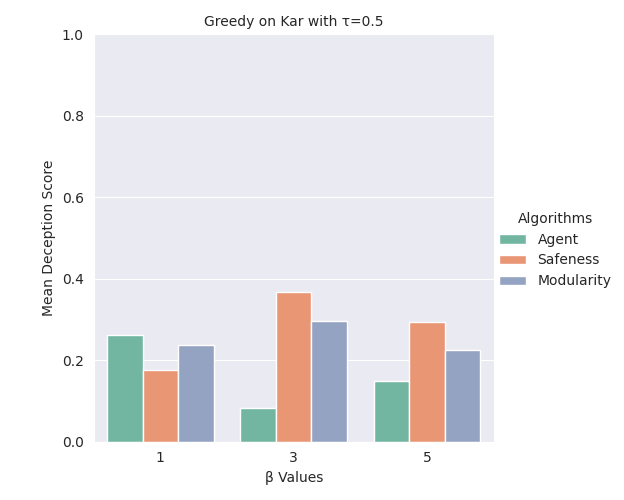 Greedy on Kar with τ=0.5
Mean Deception Score
1.0
0.8
0.6
0.4
0.2
0.0
1
3
5
β Values
Algorithms
Agent
Safeness
Modularity